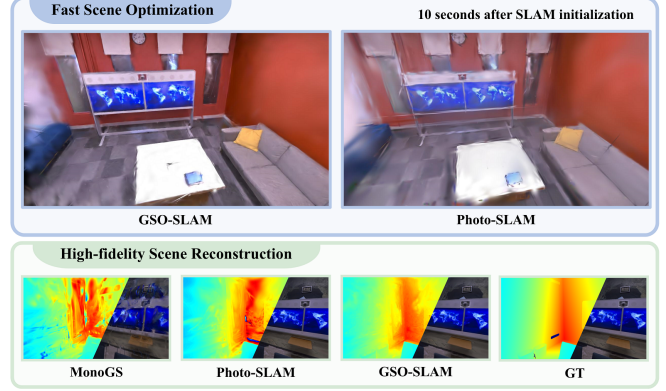 Fast Scene Optimization
10 seconds after SLAM initialization
GSO-SLAM
Photo-SLAM
High-fidelity Scene Reconstruction
MonoGS
Photo-SLAM
GSO-SLAM
GT